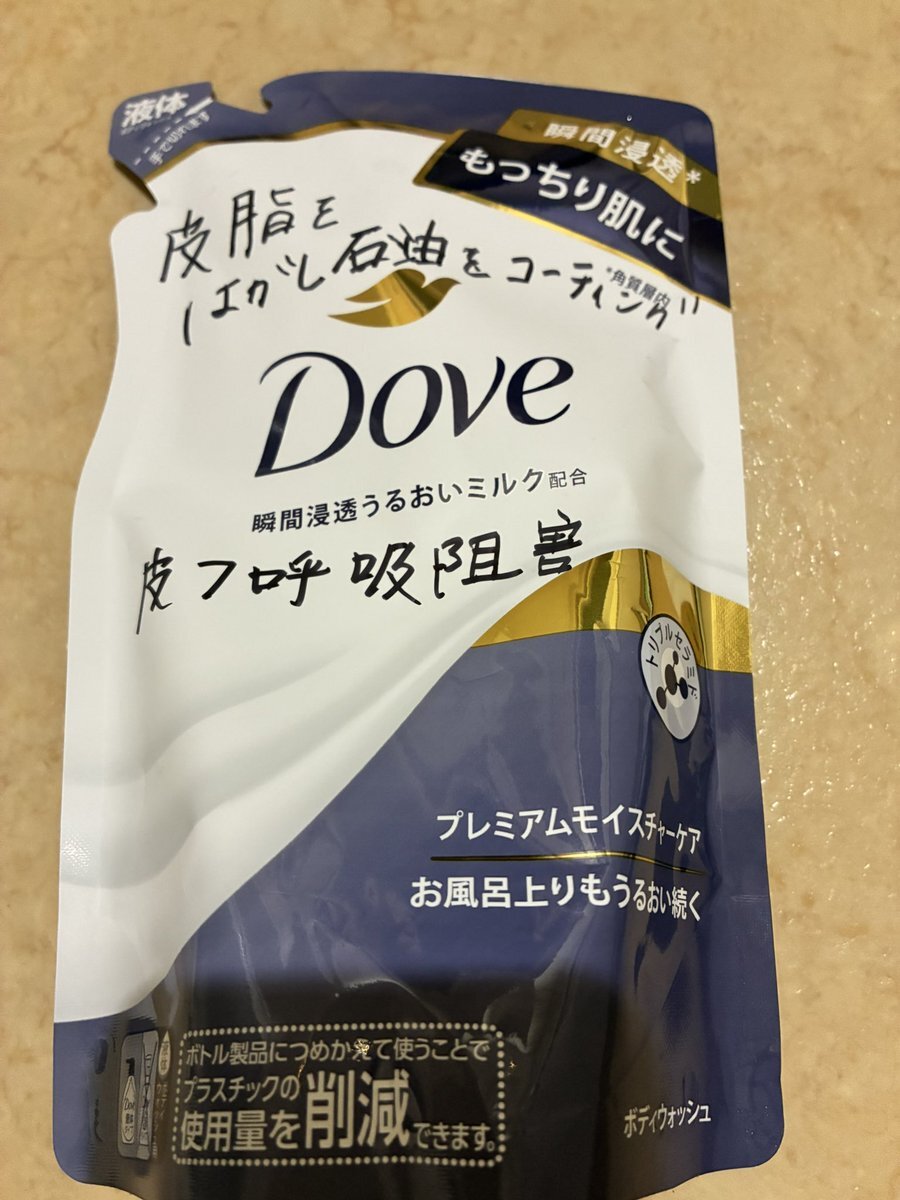 液体
手で切れます
瞬間浸透*
もっちり肌に
*角質層内
皮脂を
はがし石油をコーティング
Dove
瞬間浸透うるおいミルク配合
皮フ呼吸阻害
トリプルセラミド
プレミアムモイスチャーケア
お風呂上りもうるおい続く
ボトル製品につめかえて使うことで
プラスチックの
使用量を削減できます。
ボディウォッシュ